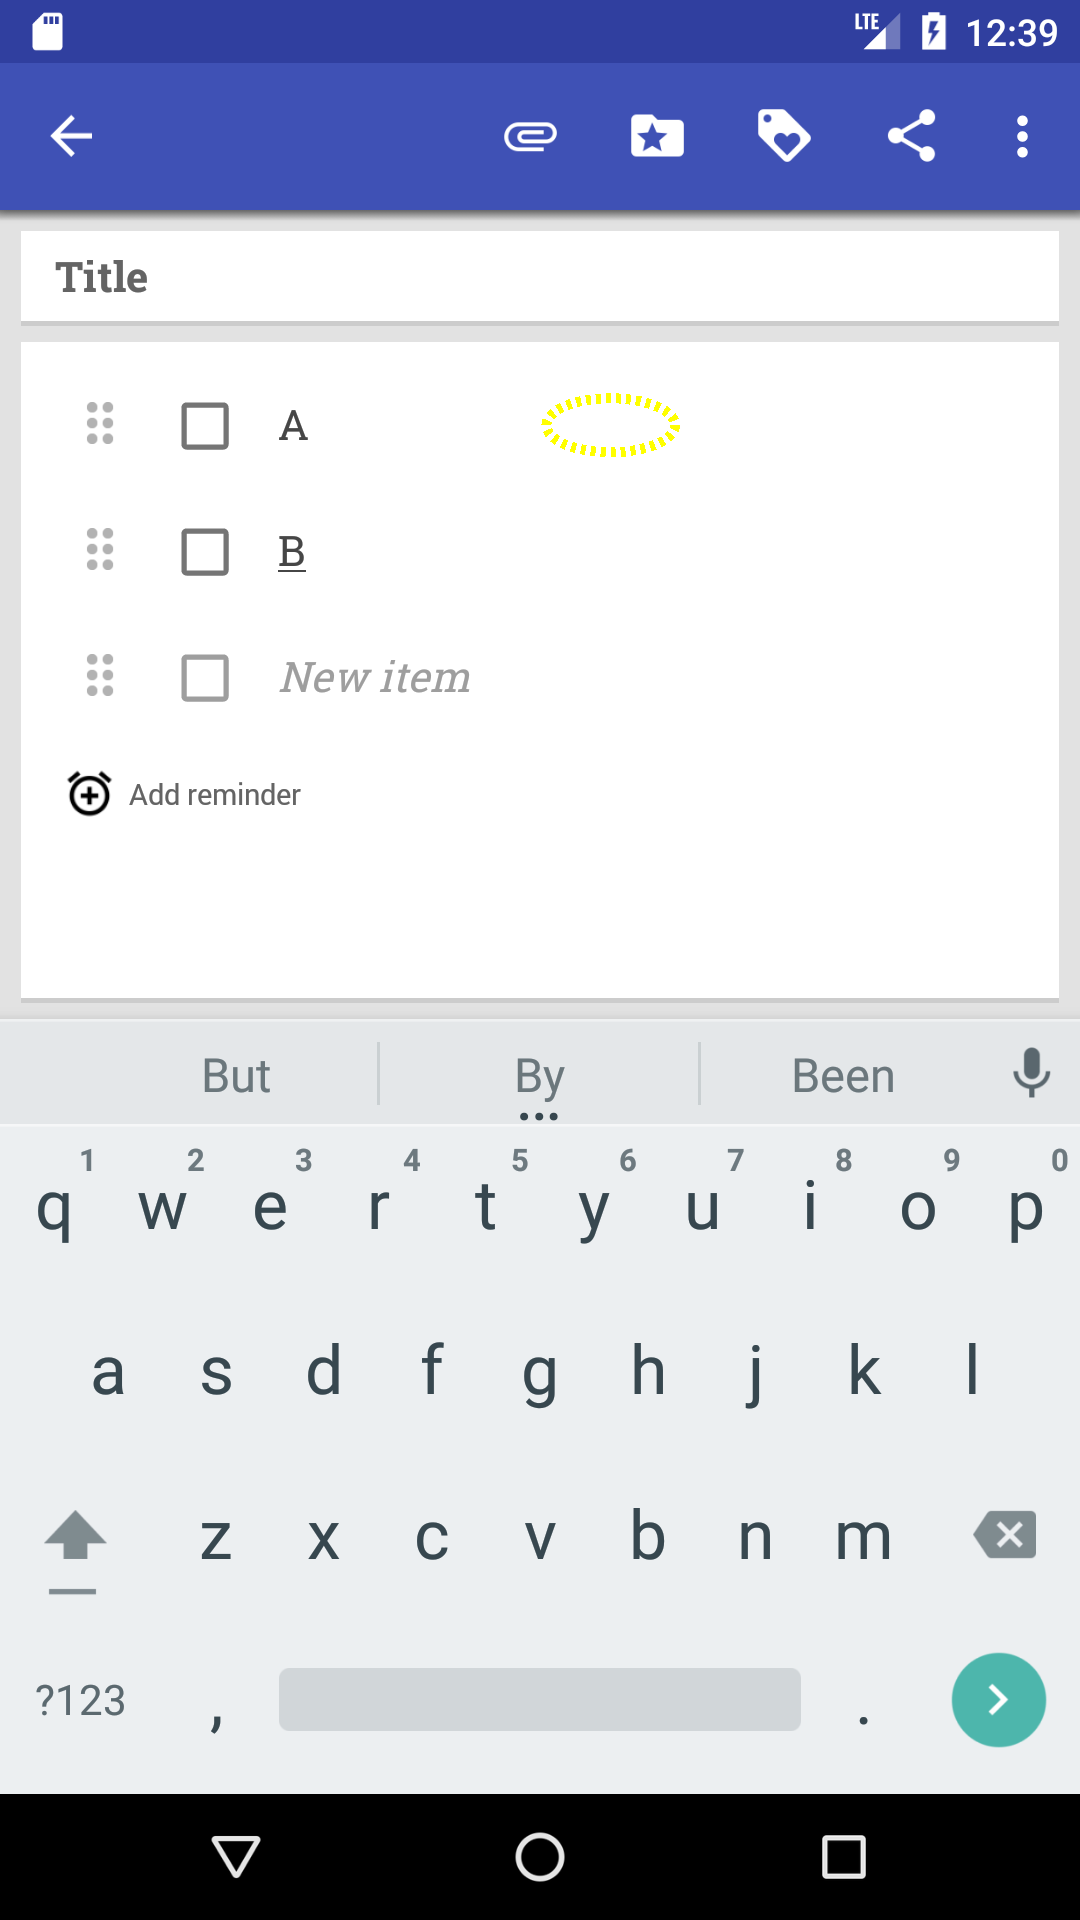 LTE 12:39
Title
A
B
New item
Add reminder
But By Been
1 2 3 4 5 6 7 8 9 0
q w e r t y u i o p
a s d f g h j k l
z x c v b n m
?123 , .